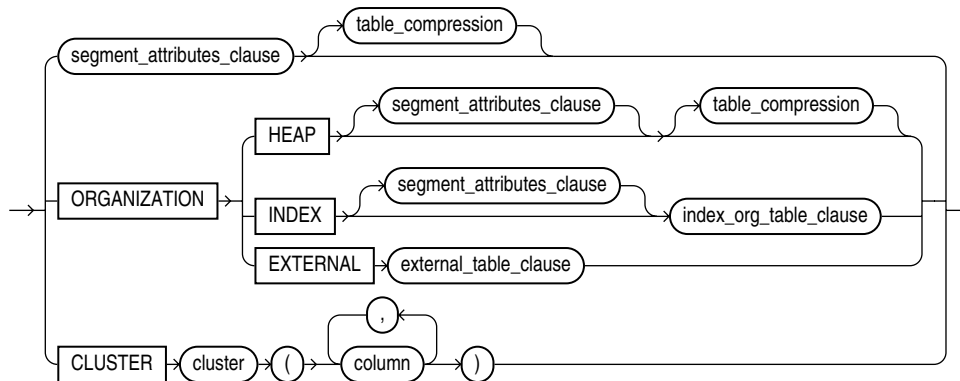 table_compression
segment_attributes_clause
segment_attributes_clause table_compression
HEAP
segment_attributes_clause
ORGANIZATION INDEX index_org_table_clause
EXTERNAL external_table_clause
,
CLUSTER cluster ( column )